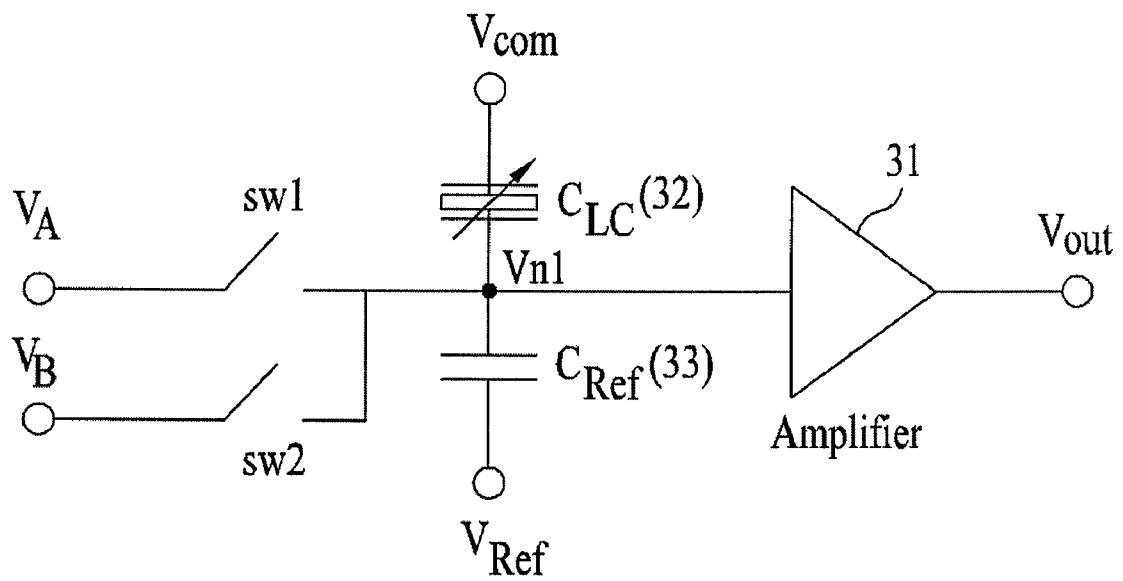 Vcom
sw1
CLC(32)
31
VA
Vn1
Vout
VB
CRef(33)
sw2
Amplifier
VRef